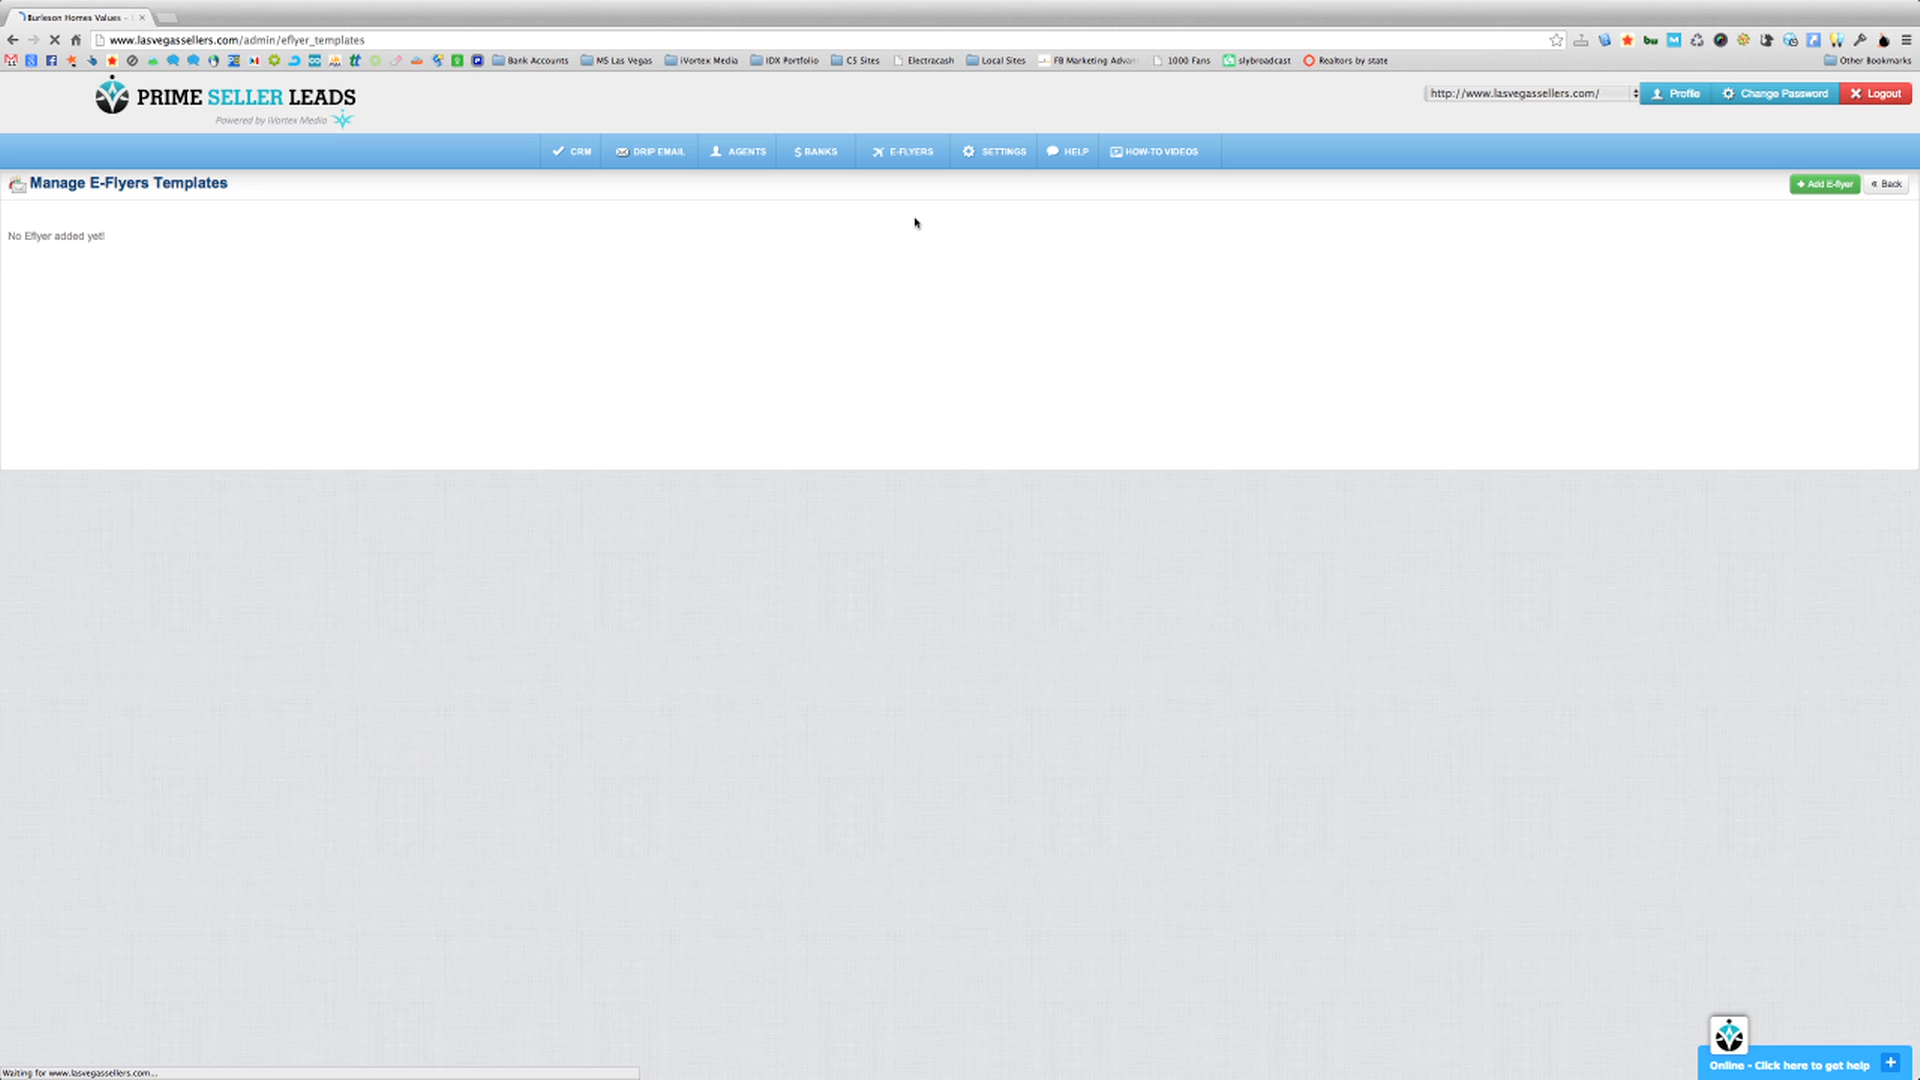 Burleson Homes Values -
www.lasvegassellers.com/admin/eflyer_templates
Bank Accounts
MS Las Vegas
iVortex Media
IDX Portfolio
CS Sites
Electracash
Local Sites
FB Marketing Advan
1000 Fans
slybroadcast
Realtors by state
Other Bookmarks
PRIME SELLER LEADS
Powered by iVortex Media
http://www.lasvegassellers.com/
Profile
Change Password
Logout
CRM
DRIP EMAIL
AGENTS
$ BANKS
E-FLYERS
SETTINGS
HELP
HOW-TO VIDEOS
Manage E-Flyers Templates
+ Add E-flyer
« Back
No Eflyer added yet!
Waiting for www.lasvegassellers.com...
Online - Click here to get help +